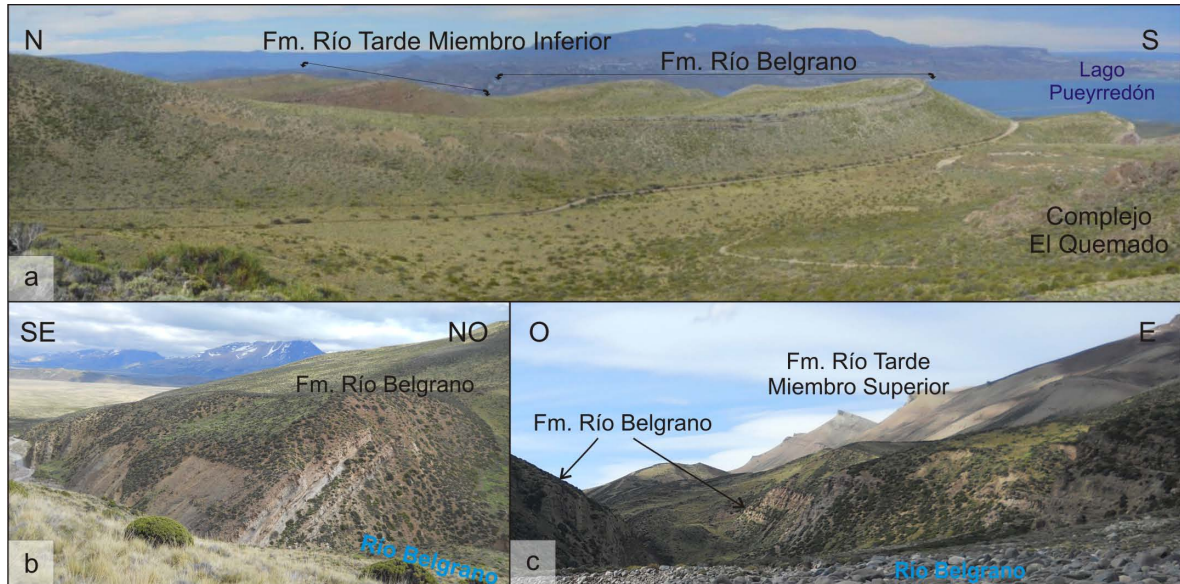 N
S
Fm. Río Tarde Miembro Inferior
Fm. Río Belgrano
Lago
Pueyrredón
Complejo
El Quemado
a
SE
NO
Fm. Río Belgrano
Río Belgrano
b
O
E
Fm. Río Tarde
Miembro Superior
Fm. Río Belgrano
Río Belgrano
c